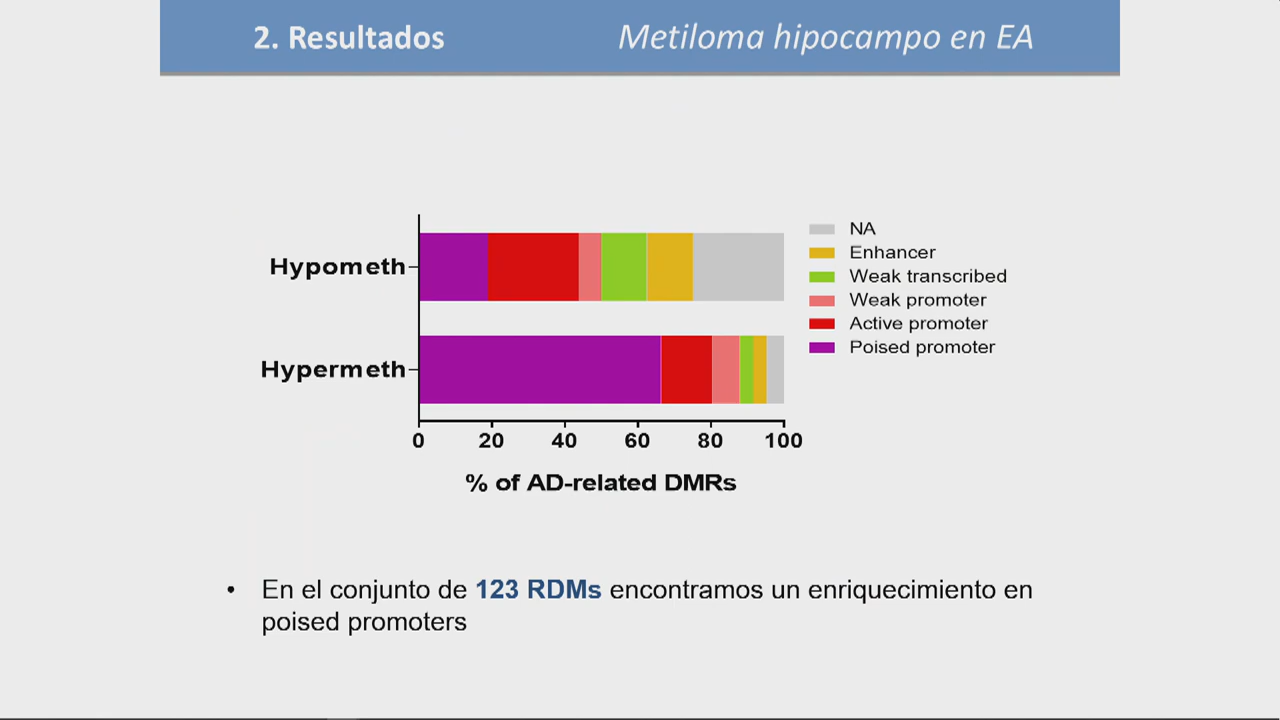 2. Resultados
Metiloma hipocampo en EA
Hypometh
Hypermeth
0 20 40 60 80 100
% of AD-related DMRs
NA
Enhancer
Weak transcribed
Weak promoter
Active promoter
Poised promoter
• En el conjunto de 123 RDMs encontramos un enriquecimiento en
poised promoters